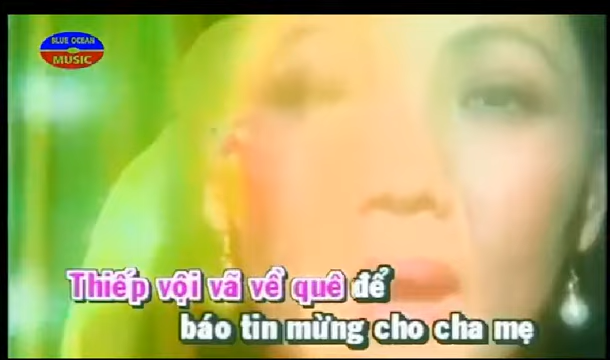 BLUE OCEAN
MUSIC
Thiếp vội vã về quê để
báo tin mừng cho cha mẹ